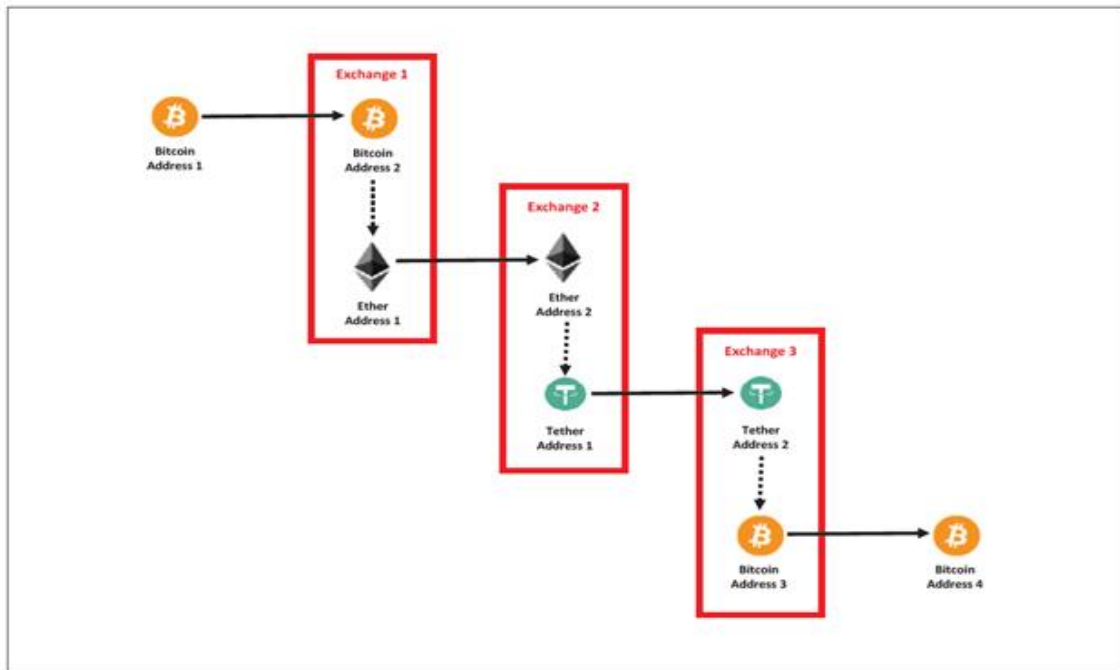 Exchange 1
Bitcoin
Address 1
Bitcoin
Address 2
Ether
Address 1
Exchange 2
Ether
Address 2
Tether
Address 1
Exchange 3
Tether
Address 2
Bitcoin
Address 3
Bitcoin
Address 4